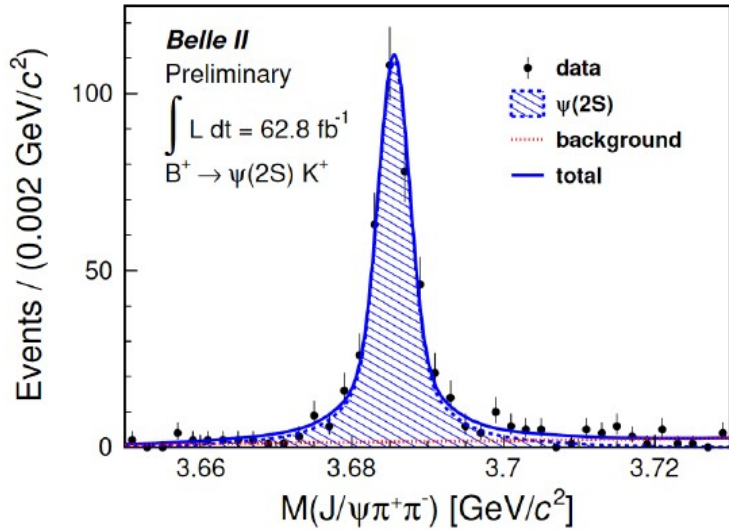 Belle II
Preliminary
∫ L dt = 62.8 fb⁻¹
B⁺ → ψ(2S) K⁺
data
ψ(2S)
background
total
Events / (0.002 GeV/c²)
100
50
0
3.66
3.68
3.7
3.72
M(J/ψπ⁺π⁻) [GeV/c²]